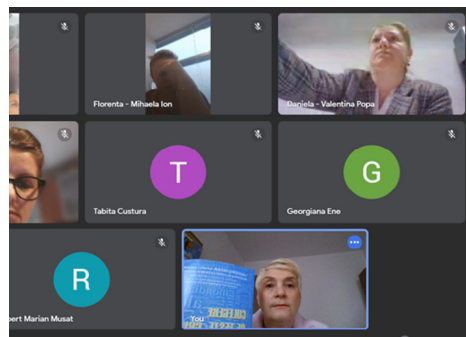 Florenta - Mihaela Ion
Daniela - Valentina Popa
T
Tabita Custura
G
Georgiana Ene
R
bert Marian Musat
You